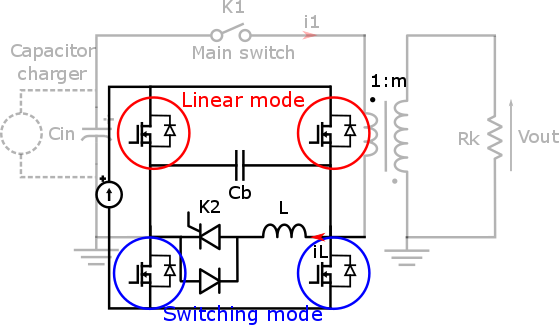 K1
i1
Main switch
Capacitor
charger
1:m
Linear mode
Cin
+
Rk
Vout
Cb
+
K2
L
iL
Switching mode